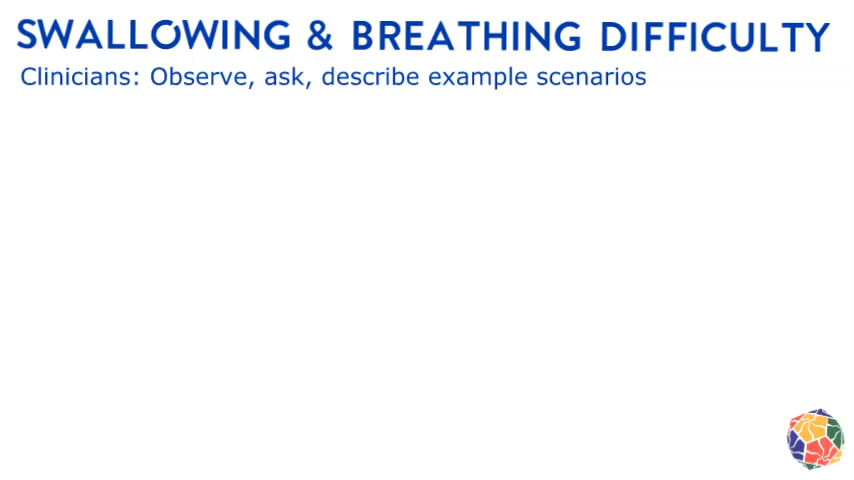 SWALLOWING & BREATHING DIFFICULTY
Clinicians: Observe, ask, describe example scenarios